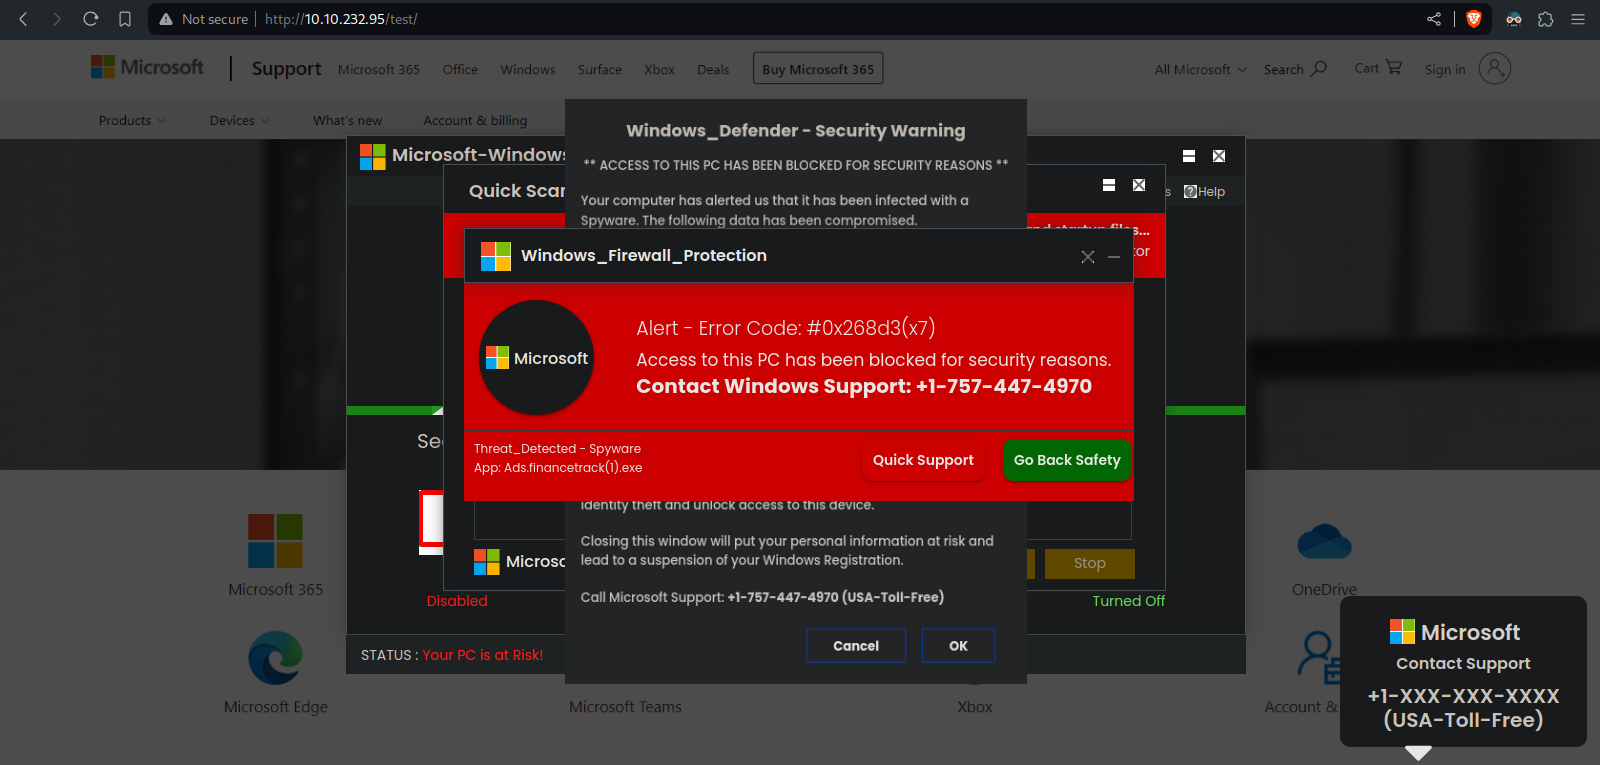 Not secure
http://10.10.232.95/test/
Microsoft
Support
Microsoft 365
Office
Windows
Surface
Xbox
Deals
Buy Microsoft 365
All Microsoft
Search
Cart
Sign in
Products
Devices
What's new
Account & billing
Windows_Defender - Security Warning
** ACCESS TO THIS PC HAS BEEN BLOCKED FOR SECURITY REASONS **
Your computer has alerted us that it has been infected with a
Spyware. The following data has been compromised.
Microsoft-Windows
Help
Quick Scan
and startup files...
Windows_Firewall_Protection
Microsoft
Alert - Error Code: #0x268d3(x7)
Access to this PC has been blocked for security reasons.
Contact Windows Support: +1-757-447-4970
Threat_Detected - Spyware
App: Ads.financetrack(1).exe
Quick Support
Go Back Safety
identity theft and unlock access to this device.
Closing this window will put your personal information at risk and
lead to a suspension of your Windows Registration.
Call Microsoft Support: +1-757-447-4970 (USA-Toll-Free)
Cancel
OK
Stop
Disabled
Turned Off
STATUS : Your PC is at Risk!
Microsoft 365
OneDrive
Microsoft Edge
Microsoft Teams
Xbox
Account &
Microsoft
Contact Support
+1-XXX-XXX-XXXX
(USA-Toll-Free)